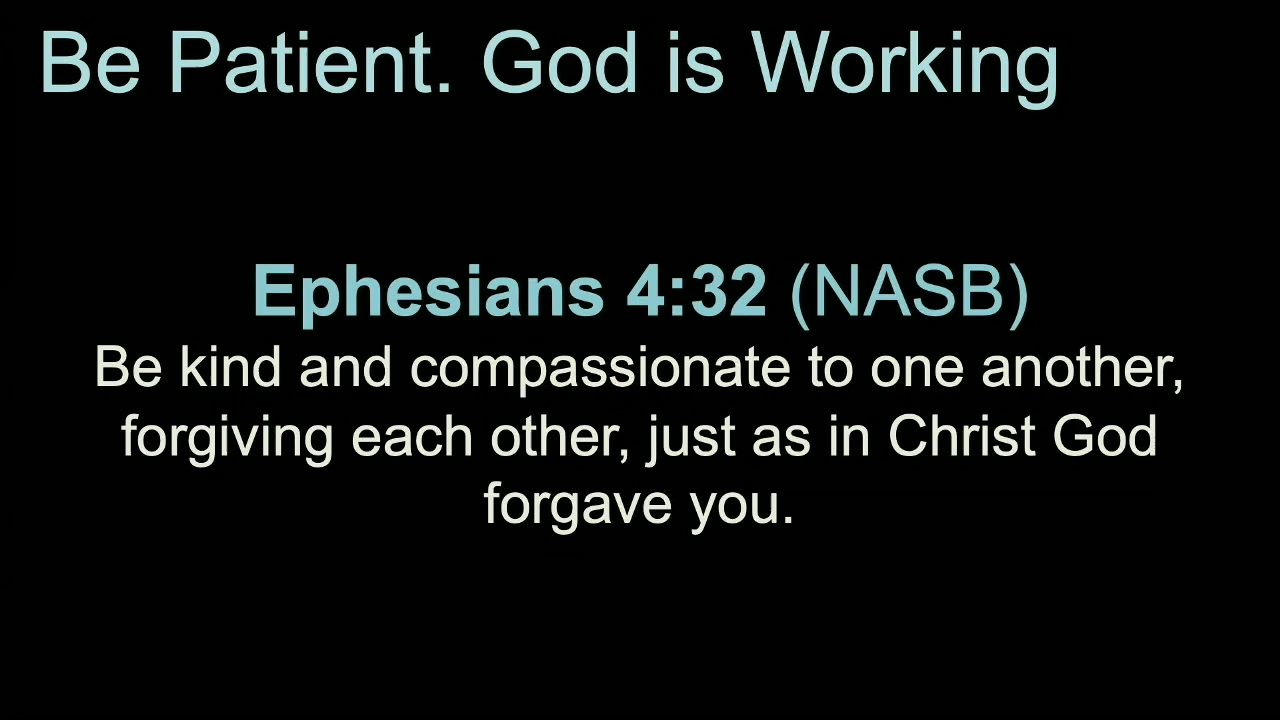 Be Patient. God is Working
Ephesians 4:32 (NASB)
Be kind and compassionate to one another,
forgiving each other, just as in Christ God
forgave you.